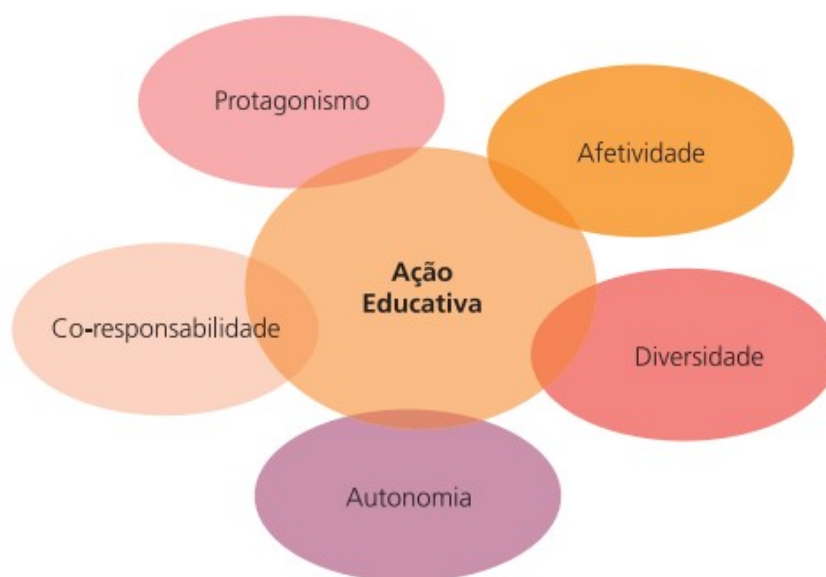 Protagonismo
Afetividade
Ação
Educativa
Co-responsabilidade
Diversidade
Autonomia